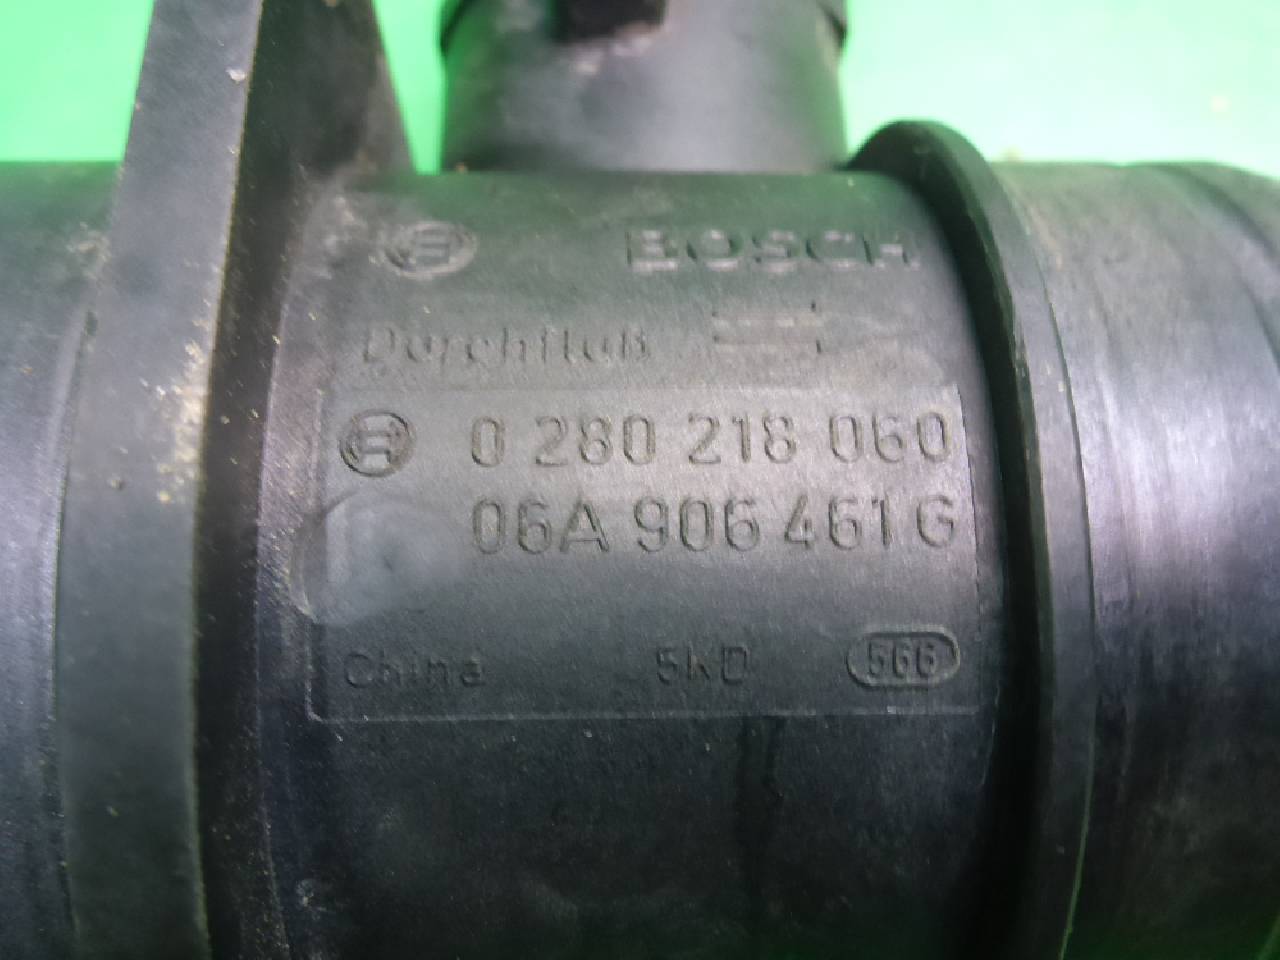 BOSCH
Durchfluß
0 280 218 060
06A 906 461 G
China 5KD 566